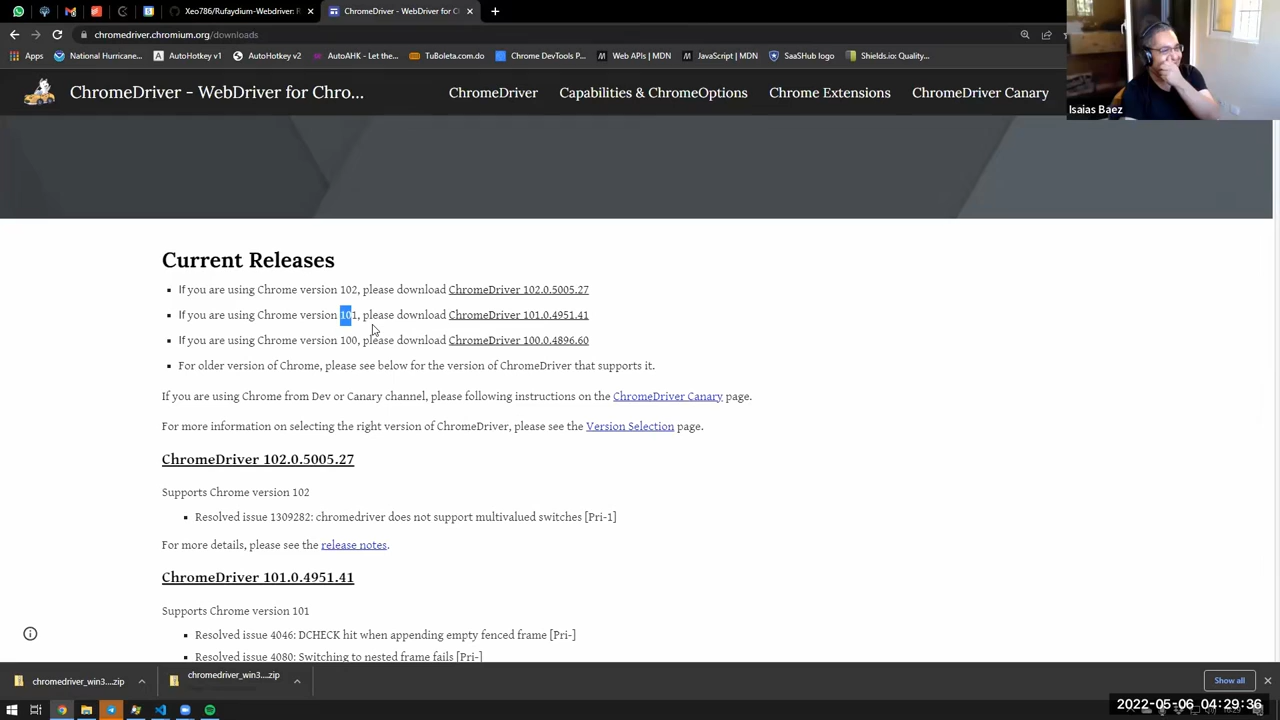 Xeo786/Rufaydium-Webdriver: R
ChromeDriver - WebDriver for Ch
chromedriver.chromium.org/downloads
Apps
National Hurricane...
AutoHotkey v1
AutoHotkey v2
AutoAHK - Let the...
TuBoleta.com.do
Chrome DevTools P...
Web APIs | MDN
JavaScript | MDN
SaaSHub logo
Shields.io: Quality...
Isaias Baez
ChromeDriver - WebDriver for Chro...
ChromeDriver
Capabilities & ChromeOptions
Chrome Extensions
ChromeDriver Canary
Current Releases
If you are using Chrome version 102, please download ChromeDriver 102.0.5005.27
If you are using Chrome version 101, please download ChromeDriver 101.0.4951.41
If you are using Chrome version 100, please download ChromeDriver 100.0.4896.60
For older version of Chrome, please see below for the version of ChromeDriver that supports it.
If you are using Chrome from Dev or Canary channel, please following instructions on the ChromeDriver Canary page.
For more information on selecting the right version of ChromeDriver, please see the Version Selection page.
ChromeDriver 102.0.5005.27
Supports Chrome version 102
Resolved issue 1309282: chromedriver does not support multivalued switches [Pri-1]
For more details, please see the release notes.
ChromeDriver 101.0.4951.41
Supports Chrome version 101
Resolved issue 4046: DCHECK hit when appending empty fenced frame [Pri-]
Resolved issue 4080: Switching to nested frame fails [Pri-]
chromedriver_win3....zip
chromedriver_win3....zip
Show all
2022-05-06 04:29:36